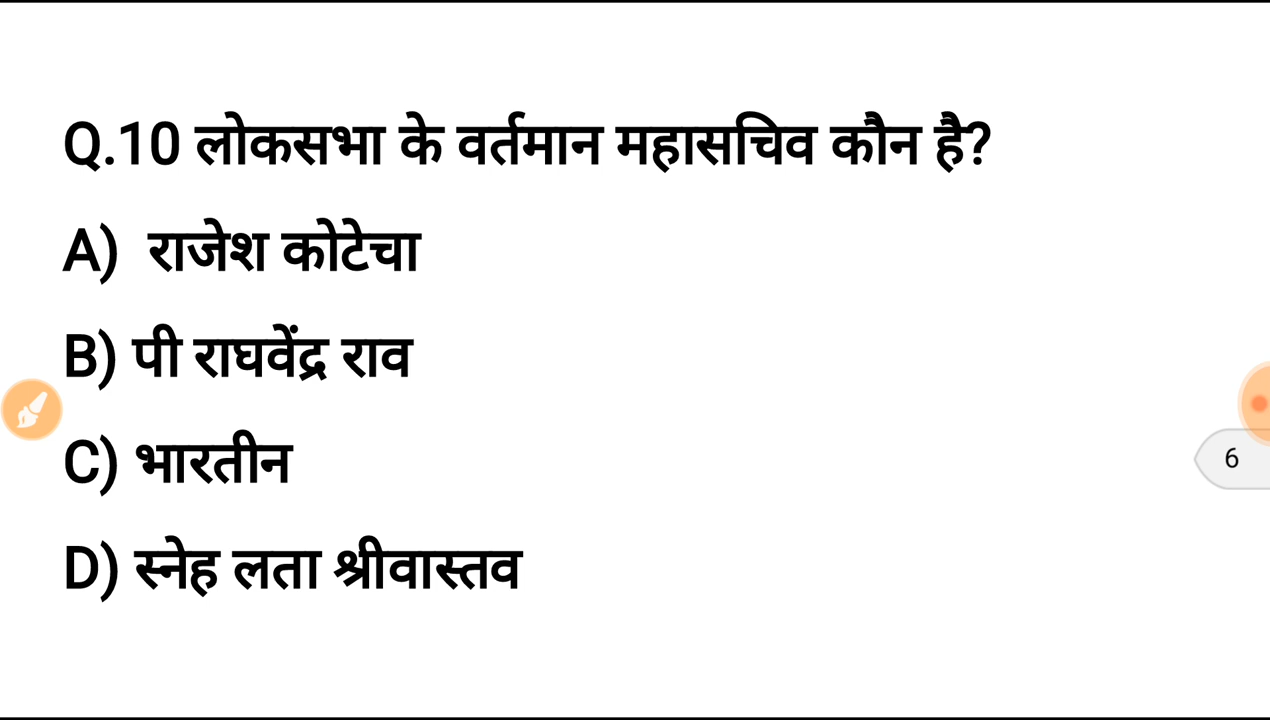 Q.10 लोकसभा के वर्तमान महासचिव कौन है?
A) राजेश कोटेचा
B) पी राघवेंद्र राव
C) भारतीन
D) स्नेह लता श्रीवास्तव
6